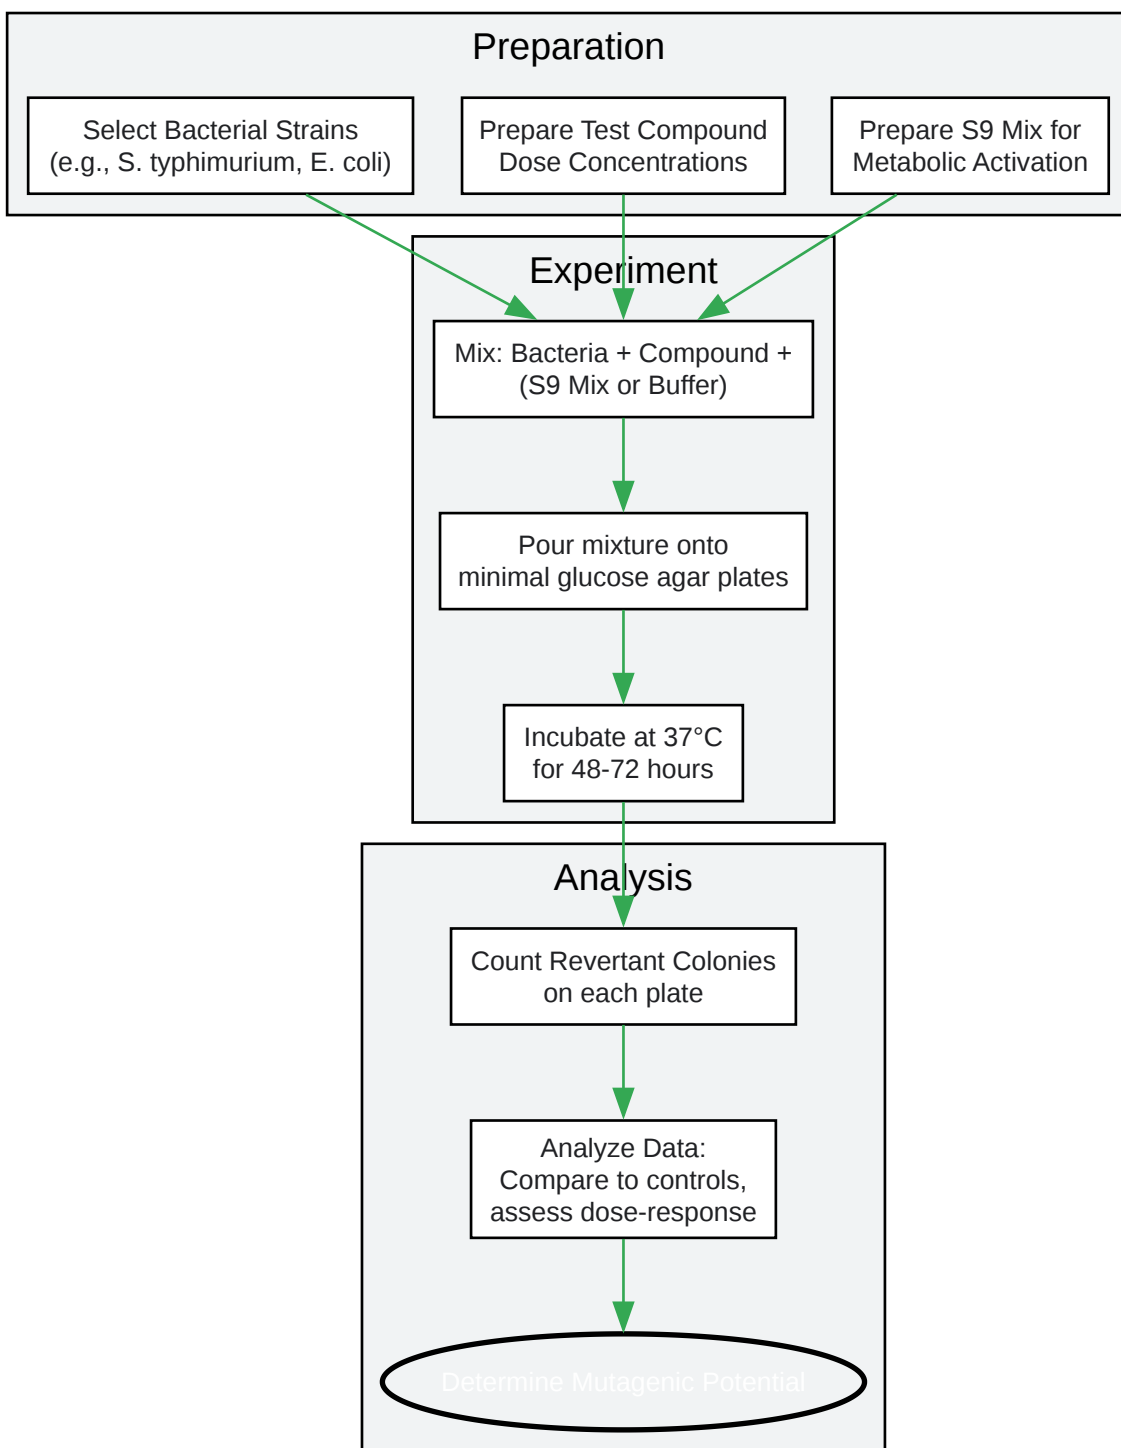 Preparation
Select Bacterial Strains
(e.g., S. typhimurium, E. coli)
Prepare Test Compound
Dose Concentrations
Prepare S9 Mix for
Metabolic Activation
Experiment
Mix: Bacteria + Compound +
(S9 Mix or Buffer)
Pour mixture onto
minimal glucose agar plates
Incubate at 37°C
for 48-72 hours
Analysis
Count Revertant Colonies
on each plate
Analyze Data:
Compare to controls,
assess dose-response
Determine Mutagenic Potential